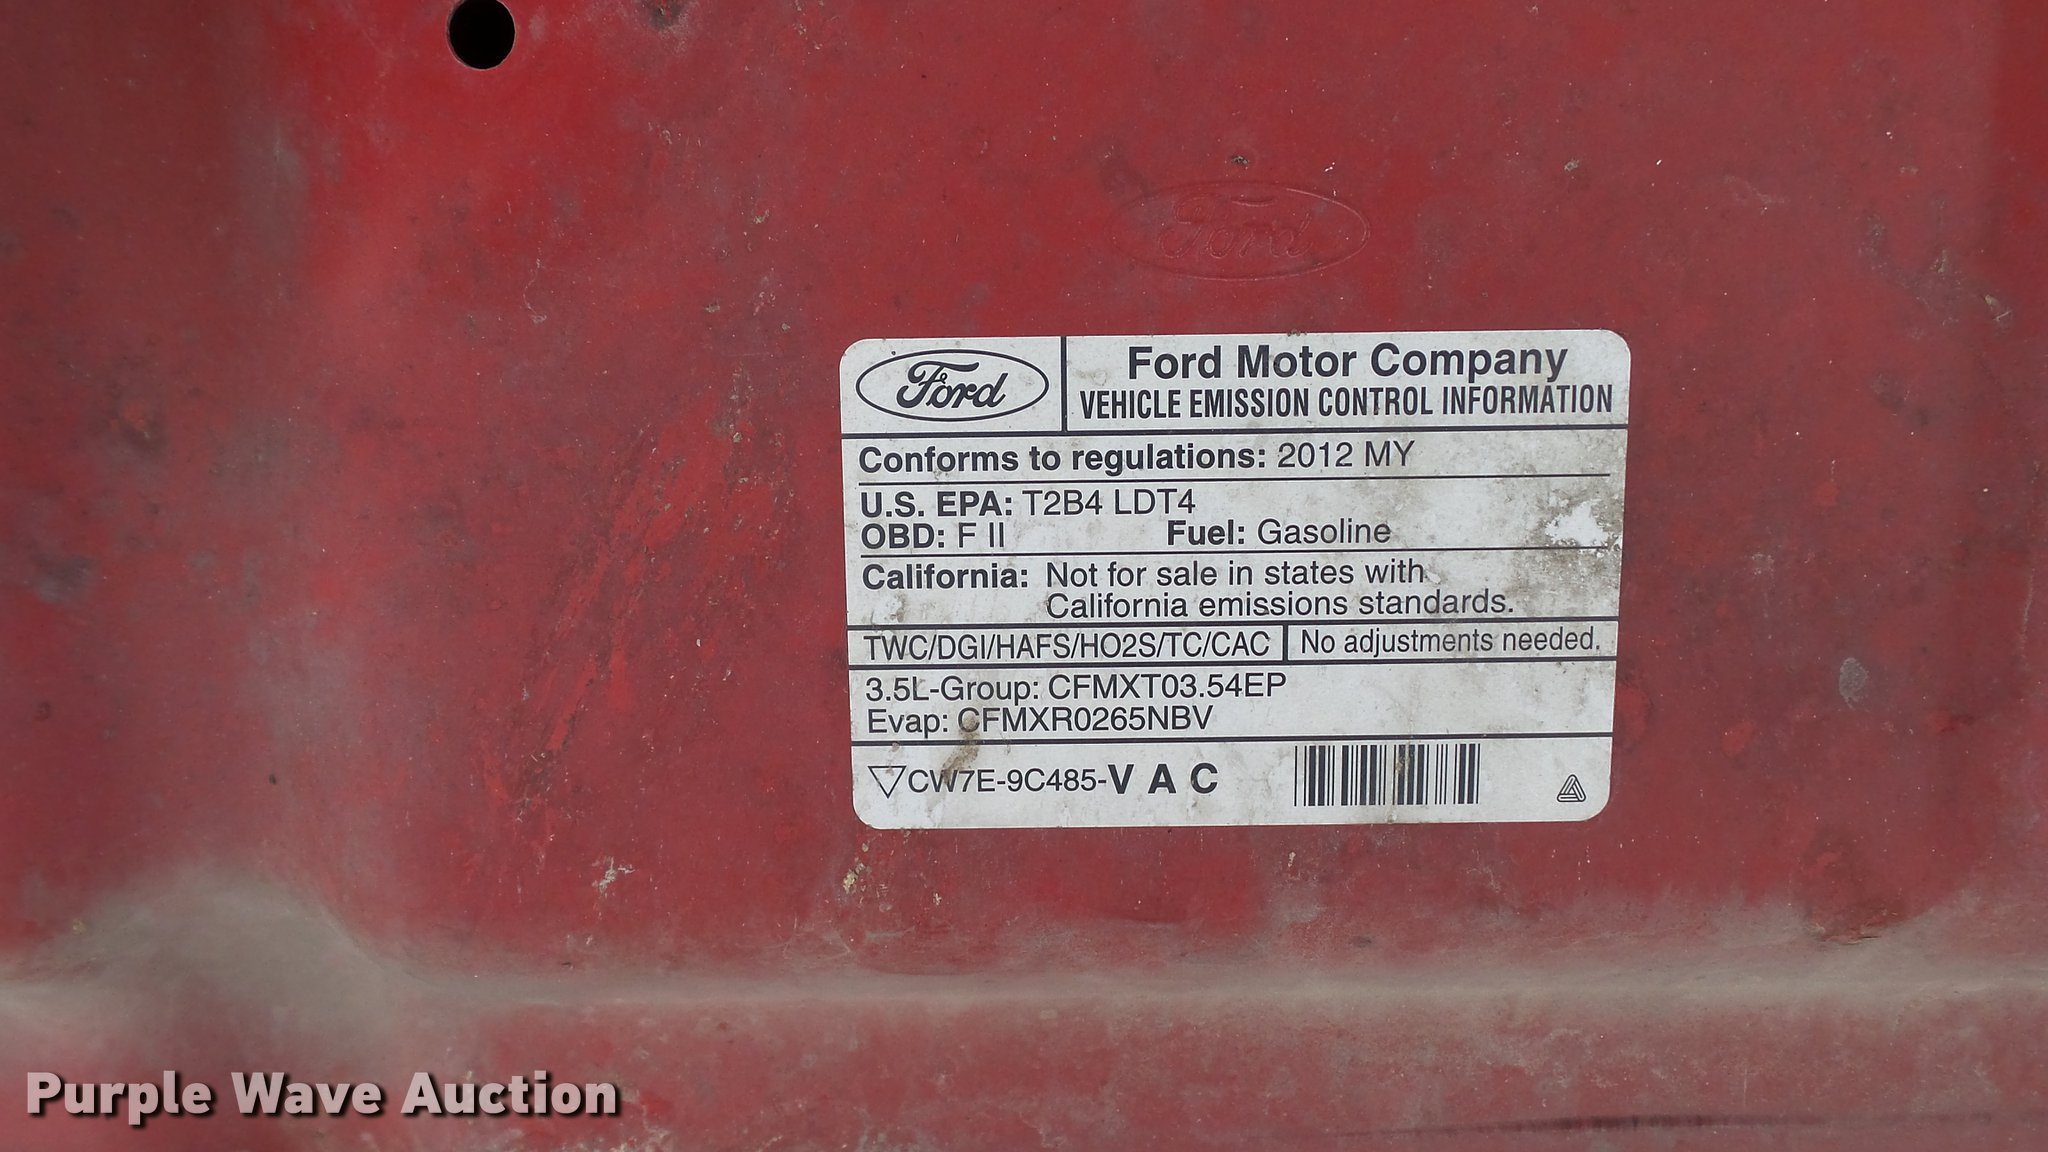 Ford
Ford
Ford Motor Company
VEHICLE EMISSION CONTROL INFORMATION
Conforms to regulations: 2012 MY
U.S. EPA: T2B4 LDT4
OBD: F II Fuel: Gasoline
California: Not for sale in states with
California emissions standards.
TWC/DGI/HAFS/HO2S/TC/CAC No adjustments needed.
3.5L-Group: CFMXT03.54EP
Evap: CFMXR0265NBV
CW7E-9C485-V A C
Purple Wave Auction